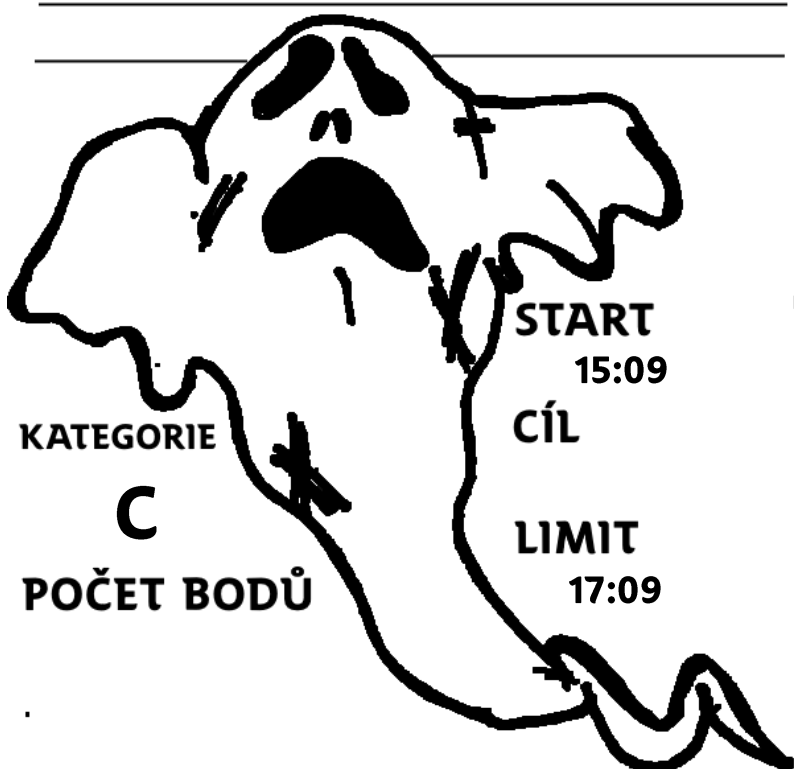 START
15:09
CÍL
KATEGORIE
C
LIMIT
17:09
POČET BODŮ